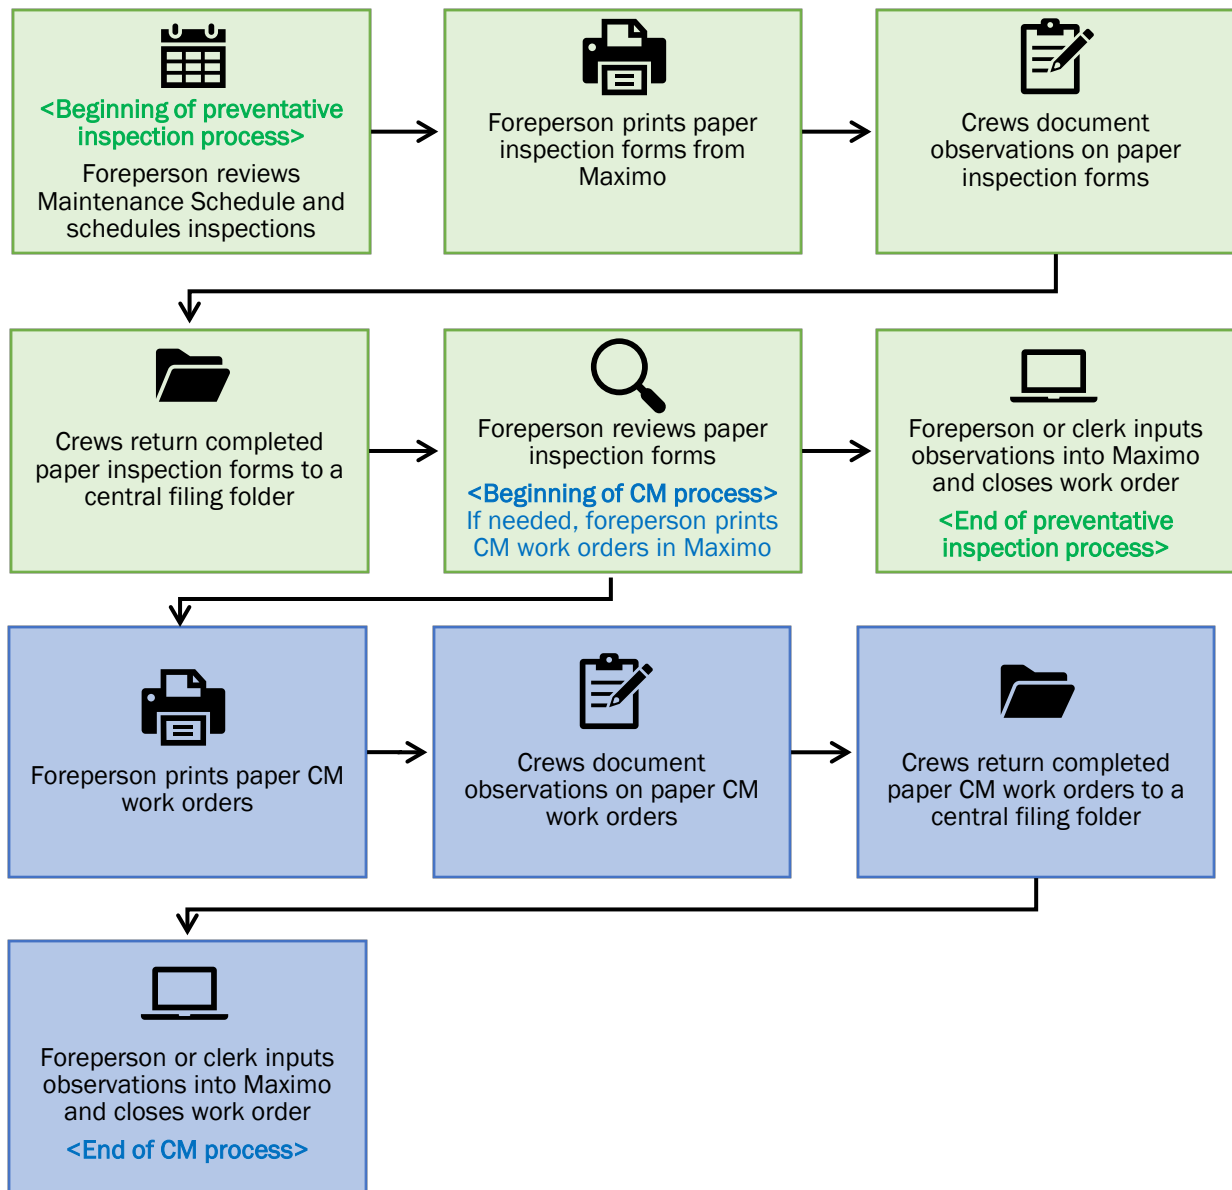 <Beginning of preventative
inspection process>
Foreperson reviews
Maintenance Schedule and
schedules inspections
Foreperson prints paper
inspection forms from
Maximo
Crews document
observations on paper
inspection forms
Crews return completed
paper inspection forms to a
central filing folder
Foreperson reviews paper
inspection forms
<Beginning of CM process>
If needed, foreperson prints
CM work orders in Maximo
Foreperson or clerk inputs
observations into Maximo
and closes work order
<End of preventative
inspection process>
Foreperson prints paper CM
work orders
Crews document
observations on paper CM
work orders
Crews return completed
paper CM work orders to a
central filing folder
Foreperson or clerk inputs
observations into Maximo
and closes work order
<End of CM process>